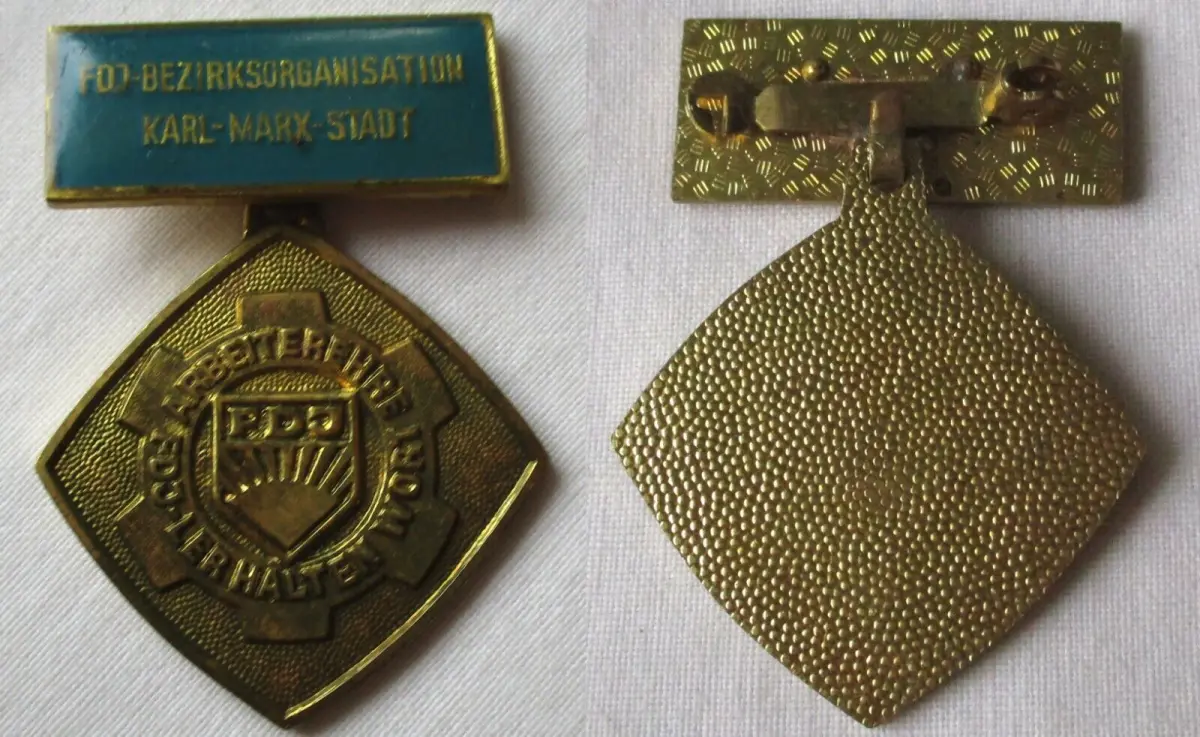 FDJ-BEZIRKSORGANISATION
KARL-MARX-STADT
ARBEITEREHRE!
FDJ-LER HALTEN WORT
FDJ